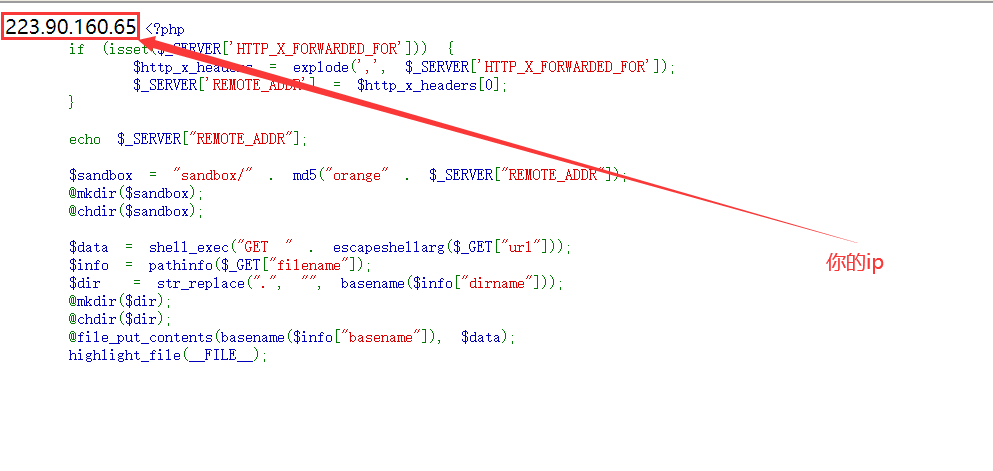 223.90.160.65 <?php
if (isset($_SERVER['HTTP_X_FORWARDED_FOR'])) {
$http_x_headers = explode(',', $_SERVER['HTTP_X_FORWARDED_FOR']);
$_SERVER['REMOTE_ADDR'] = $http_x_headers[0];
}
echo $_SERVER["REMOTE_ADDR"];
$sandbox = "sandbox/" . md5("orange" . $_SERVER["REMOTE_ADDR"]);
@mkdir($sandbox);
@chdir($sandbox);
$data = shell_exec("GET " . escapeshellarg($_GET["url"]));
$info = pathinfo($_GET["filename"]);
$dir = str_replace(".", "", basename($info["dirname"]));
@mkdir($dir);
@chdir($dir);
@file_put_contents(basename($info["basename"]), $data);
highlight_file(__FILE__);
你的ip